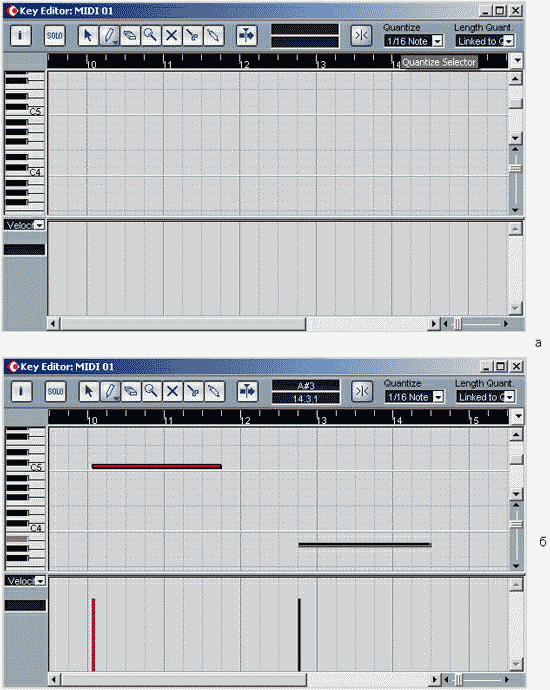 Key Editor: MIDI 01
i SOLO Quantize Length Quant.
1/16 Note Linked to Q
10 11 12 13 14
Quantize Selector
C5
C4
Veloci
а
Key Editor: MIDI 01
i SOLO A#3 Quantize Length Quant.
14.3.1 1/16 Note Linked to Q
10 11 12 13 14 15
C5
C4
Veloci
б